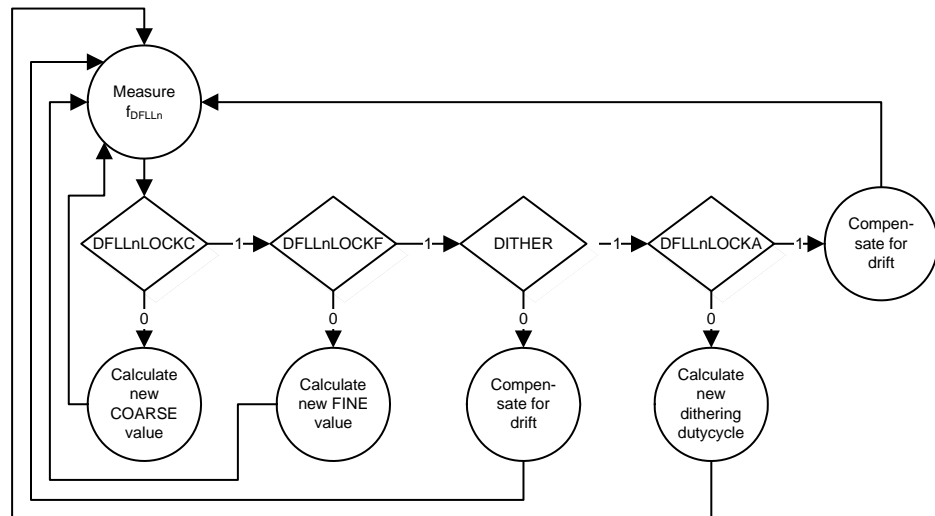 Measure
fDFLLn
DFLLnLOCKC
1
DFLLnLOCKF
1
DITHER
1
DFLLnLOCKA
1
Compen-
sate for
drift
0
0
0
0
Calculate
new
COARSE
value
Calculate
new FINE
value
Compen-
sate for
drift
Calculate
new
dithering
dutycycle